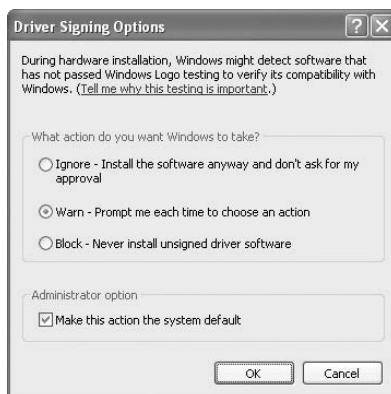 Driver Signing Options
During hardware installation, Windows might detect software that
has not passed Windows Logo testing to verify its compatibility with
Windows. (Tell me why this testing is important.)
What action do you want Windows to take?
Ignore - Install the software anyway and don't ask for my
approval
Warn - Prompt me each time to choose an action
Block - Never install unsigned driver software
Administrator option
Make this action the system default
OK Cancel